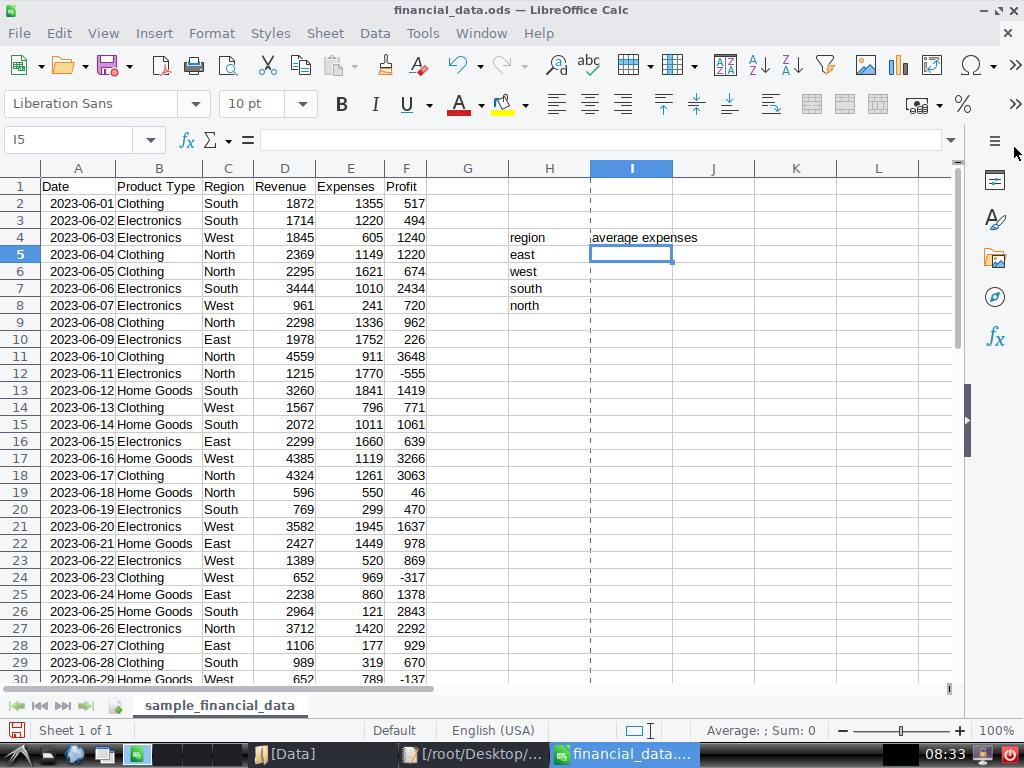 financial_data.ods — LibreOffice Calc
File Edit View Insert Format Styles Sheet Data Tools Window Help
Liberation Sans 10 pt B I U A %
I5
A B C D E F G H I J K L
1 Date Product Type Region Revenue Expenses Profit
2 2023-06-01 Clothing South 1872 1355 517
3 2023-06-02 Electronics South 1714 1220 494
4 2023-06-03 Electronics West 1845 605 1240 region average expenses
5 2023-06-04 Clothing North 2369 1149 1220 east
6 2023-06-05 Clothing North 2295 1621 674 west
7 2023-06-06 Electronics South 3444 1010 2434 south
8 2023-06-07 Electronics West 961 241 720 north
9 2023-06-08 Clothing North 2298 1336 962
10 2023-06-09 Electronics East 1978 1752 226
11 2023-06-10 Clothing North 4559 911 3648
12 2023-06-11 Electronics North 1215 1770 -555
13 2023-06-12 Home Goods South 3260 1841 1419
14 2023-06-13 Clothing West 1567 796 771
15 2023-06-14 Home Goods South 2072 1011 1061
16 2023-06-15 Electronics East 2299 1660 639
17 2023-06-16 Home Goods West 4385 1119 3266
18 2023-06-17 Clothing North 4324 1261 3063
19 2023-06-18 Home Goods North 596 550 46
20 2023-06-19 Electronics South 769 299 470
21 2023-06-20 Electronics West 3582 1945 1637
22 2023-06-21 Home Goods East 2427 1449 978
23 2023-06-22 Electronics West 1389 520 869
24 2023-06-23 Clothing West 652 969 -317
25 2023-06-24 Home Goods East 2238 860 1378
26 2023-06-25 Home Goods South 2964 121 2843
27 2023-06-26 Electronics North 3712 1420 2292
28 2023-06-27 Clothing East 1106 177 929
29 2023-06-28 Clothing South 989 319 670
30 2023-06-29 Home Goods West 652 789 -137
sample_financial_data
Sheet 1 of 1 Default English (USA) Average: ; Sum: 0 100%
[Data] [/root/Desktop/... financial_data.... 08:33